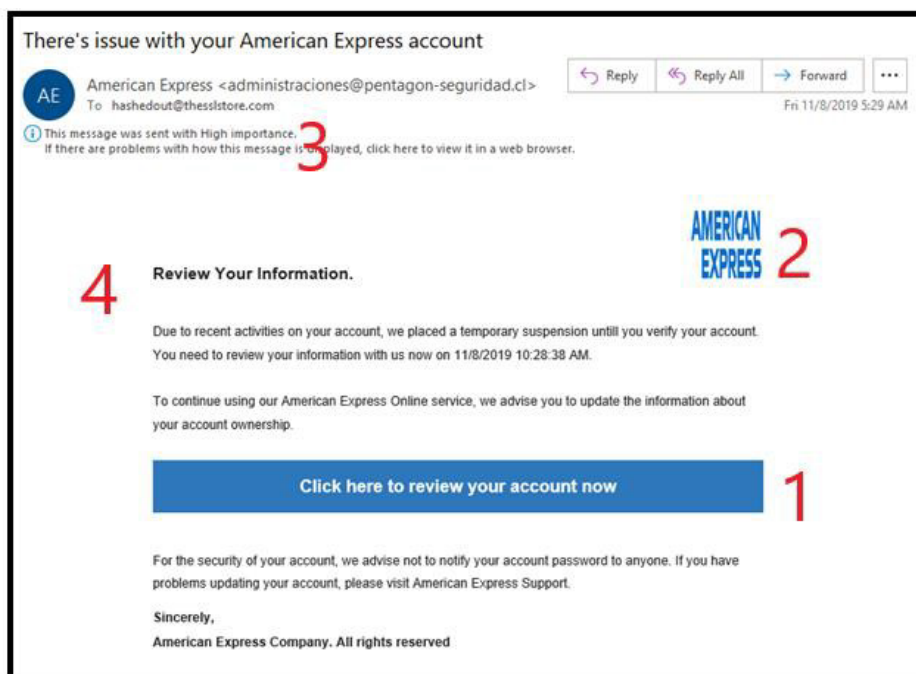 There's issue with your American Express account
AE
American Express <administraciones@pentagon-seguridad.cl>
To hashedout@thesslstore.com
Reply
Reply All
Forward
...
Fri 11/8/2019 5:29 AM
This message was sent with High importance.
If there are problems with how this message is displayed, click here to view it in a web browser.
3
AMERICAN
EXPRESS
2
4
Review Your Information.
Due to recent activities on your account, we placed a temporary suspension untill you verify your account.
You need to review your information with us now on 11/8/2019 10:28:38 AM.
To continue using our American Express Online service, we advise you to update the information about
your account ownership.
Click here to review your account now
1
For the security of your account, we advise not to notify your account password to anyone. If you have
problems updating your account, please visit American Express Support.
Sincerely,
American Express Company. All rights reserved